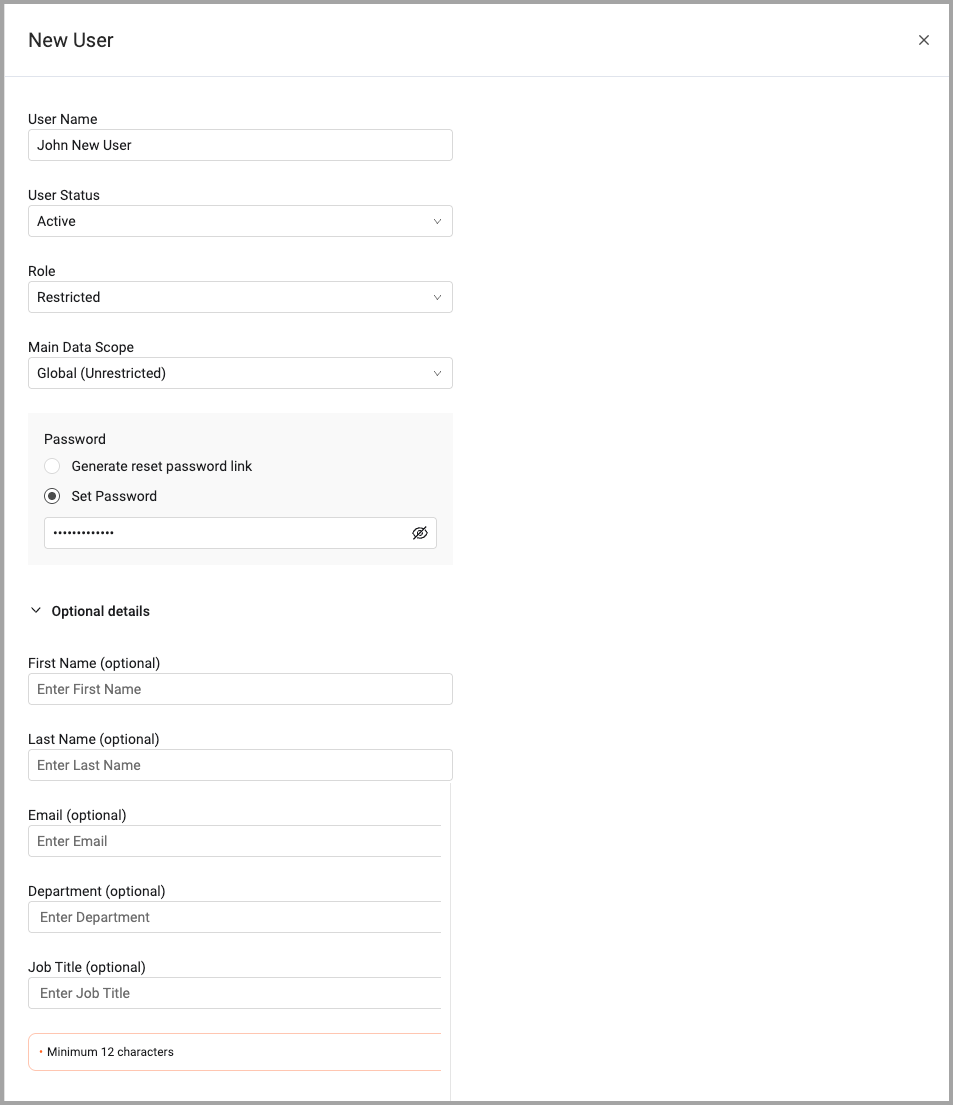 New User
User Name
John New User
User Status
Active
Role
Restricted
Main Data Scope
Global (Unrestricted)
Password
Generate reset password link
Set Password
•••••••••••••
Optional details
First Name (optional)
Enter First Name
Last Name (optional)
Enter Last Name
Email (optional)
Enter Email
Department (optional)
Enter Department
Job Title (optional)
Enter Job Title
• Minimum 12 characters